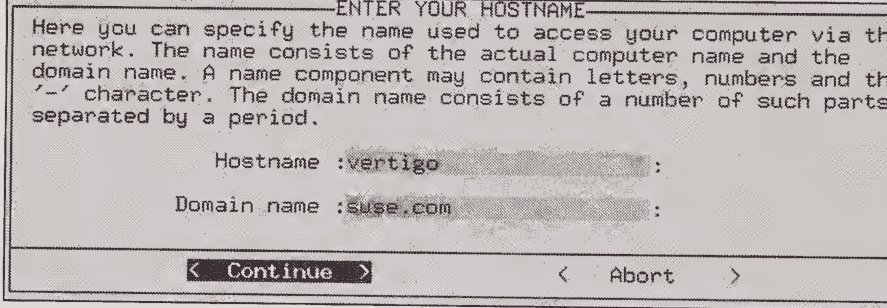 ENTER YOUR HOSTNAME
Here you can specify the name used to access your computer via th
network. The name consists of the actual computer name and the
domain name. A name component may contain letters, numbers and th
'-' character. The domain name consists of a number of such parts
separated by a period.
Hostname :vertigo :
Domain name :suse.com :
< Continue > < Abort >